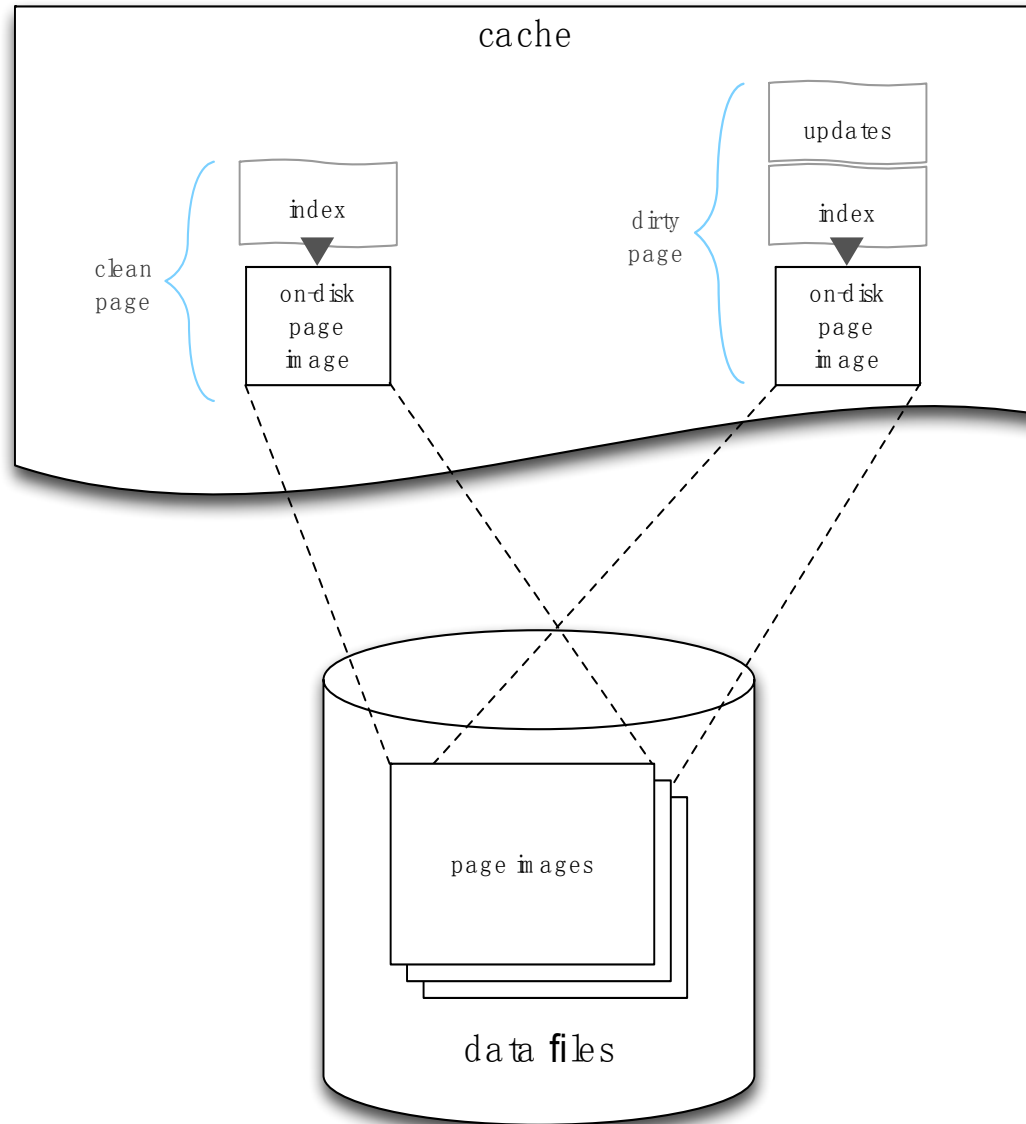 cache
updates
index
index
clean
page
dirty
page
on-disk
page
image
on-disk
page
image
page images
data files